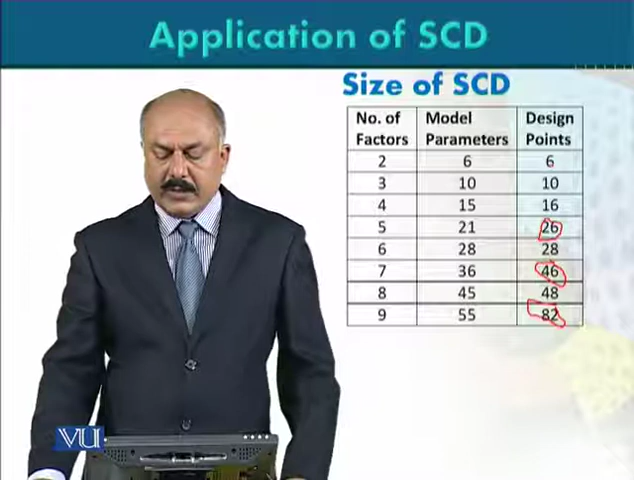 Application of SCD
Size of SCD
No. of Factors Model Parameters Design Points
2 6 6
3 10 10
4 15 16
5 21 26
6 28 28
7 36 46
8 45 48
9 55 82
VU